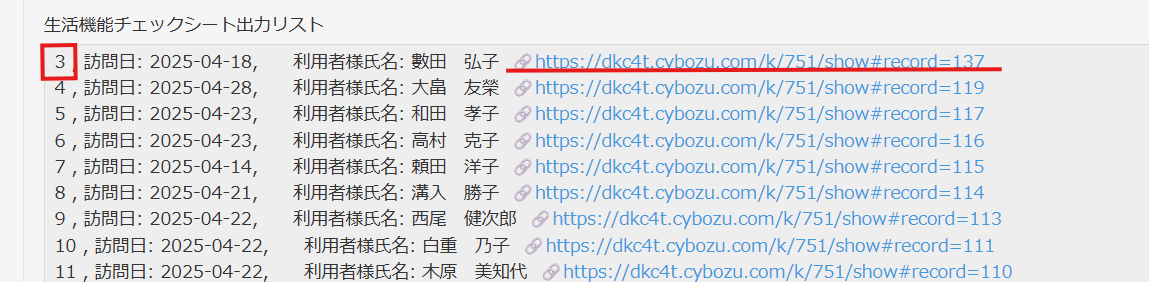 生活機能チェックシート出力リスト
3 , 訪問日: 2025-04-18, 利用者様氏名: 數田 弘子 🔗https://dkc4t.cybozu.com/k/751/show#record=137
4 , 訪問日: 2025-04-28, 利用者様氏名: 大畠 友榮 🔗https://dkc4t.cybozu.com/k/751/show#record=119
5 , 訪問日: 2025-04-23, 利用者様氏名: 和田 孝子 🔗https://dkc4t.cybozu.com/k/751/show#record=117
6 , 訪問日: 2025-04-23, 利用者様氏名: 高村 克子 🔗https://dkc4t.cybozu.com/k/751/show#record=116
7 , 訪問日: 2025-04-14, 利用者様氏名: 頼田 洋子 🔗https://dkc4t.cybozu.com/k/751/show#record=115
8 , 訪問日: 2025-04-21, 利用者様氏名: 溝入 勝子 🔗https://dkc4t.cybozu.com/k/751/show#record=114
9 , 訪問日: 2025-04-22, 利用者様氏名: 西尾 健次郎 🔗https://dkc4t.cybozu.com/k/751/show#record=113
10 , 訪問日: 2025-04-22, 利用者様氏名: 白重 乃子 🔗https://dkc4t.cybozu.com/k/751/show#record=111
11 , 訪問日: 2025-04-22, 利用者様氏名: 木原 美知代 🔗https://dkc4t.cybozu.com/k/751/show#record=110